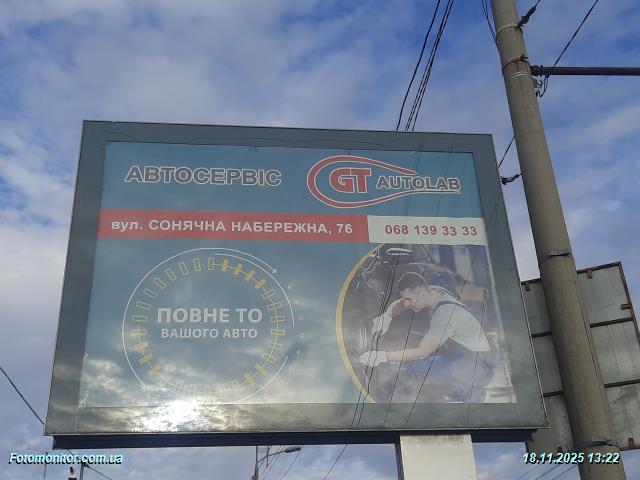 АВТОСЕРВІС
GT AUTOLAB
вул. СОНЯЧНА НАБЕРЕЖНА, 76
068 139 33 33
ПОВНЕ ТО
ВАШОГО АВТО
Fotomonitor.com.ua
18.11.2025 13:22